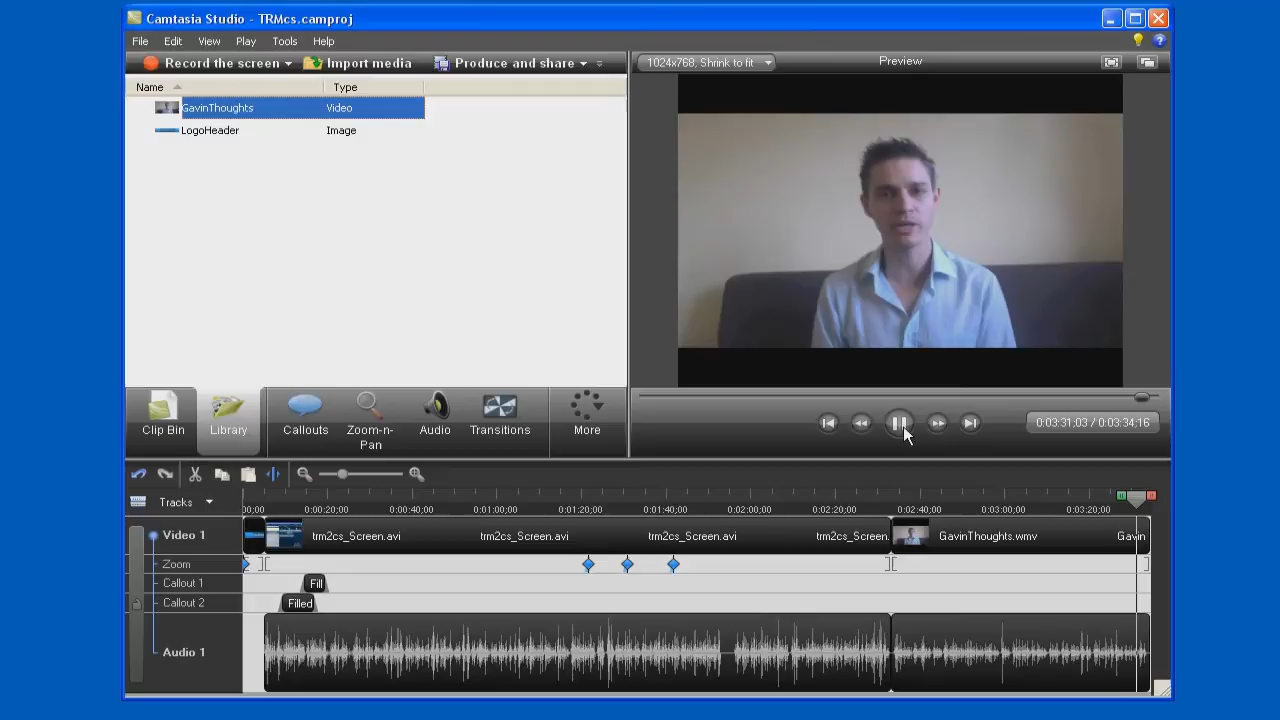 Camtasia Studio - TRMcs.camproj
File Edit View Play Tools Help
Record the screen Import media Produce and share
1024x768, Shrink to fit Preview
Name Type
GavinThoughts Video
LogoHeader Image
Clip Bin Library Callouts Zoom-n-Pan Audio Transitions More
0:03:31;03 / 0:03:34;16
Tracks
00;00 0:00:20;00 0:00:40;00 0:01:00;00 0:01:20;00 0:01:40;00 0:02:00;00 0:02:20;00 0:02:40;00 0:03:00;00 0:03:20;00
Video 1 trm2cs_Screen.avi trm2cs_Screen.avi trm2cs_Screen.avi trm2cs_Screen. GavinThoughts.wmv Gavin
Zoom
Callout 1 Fill
Callout 2 Filled
Audio 1